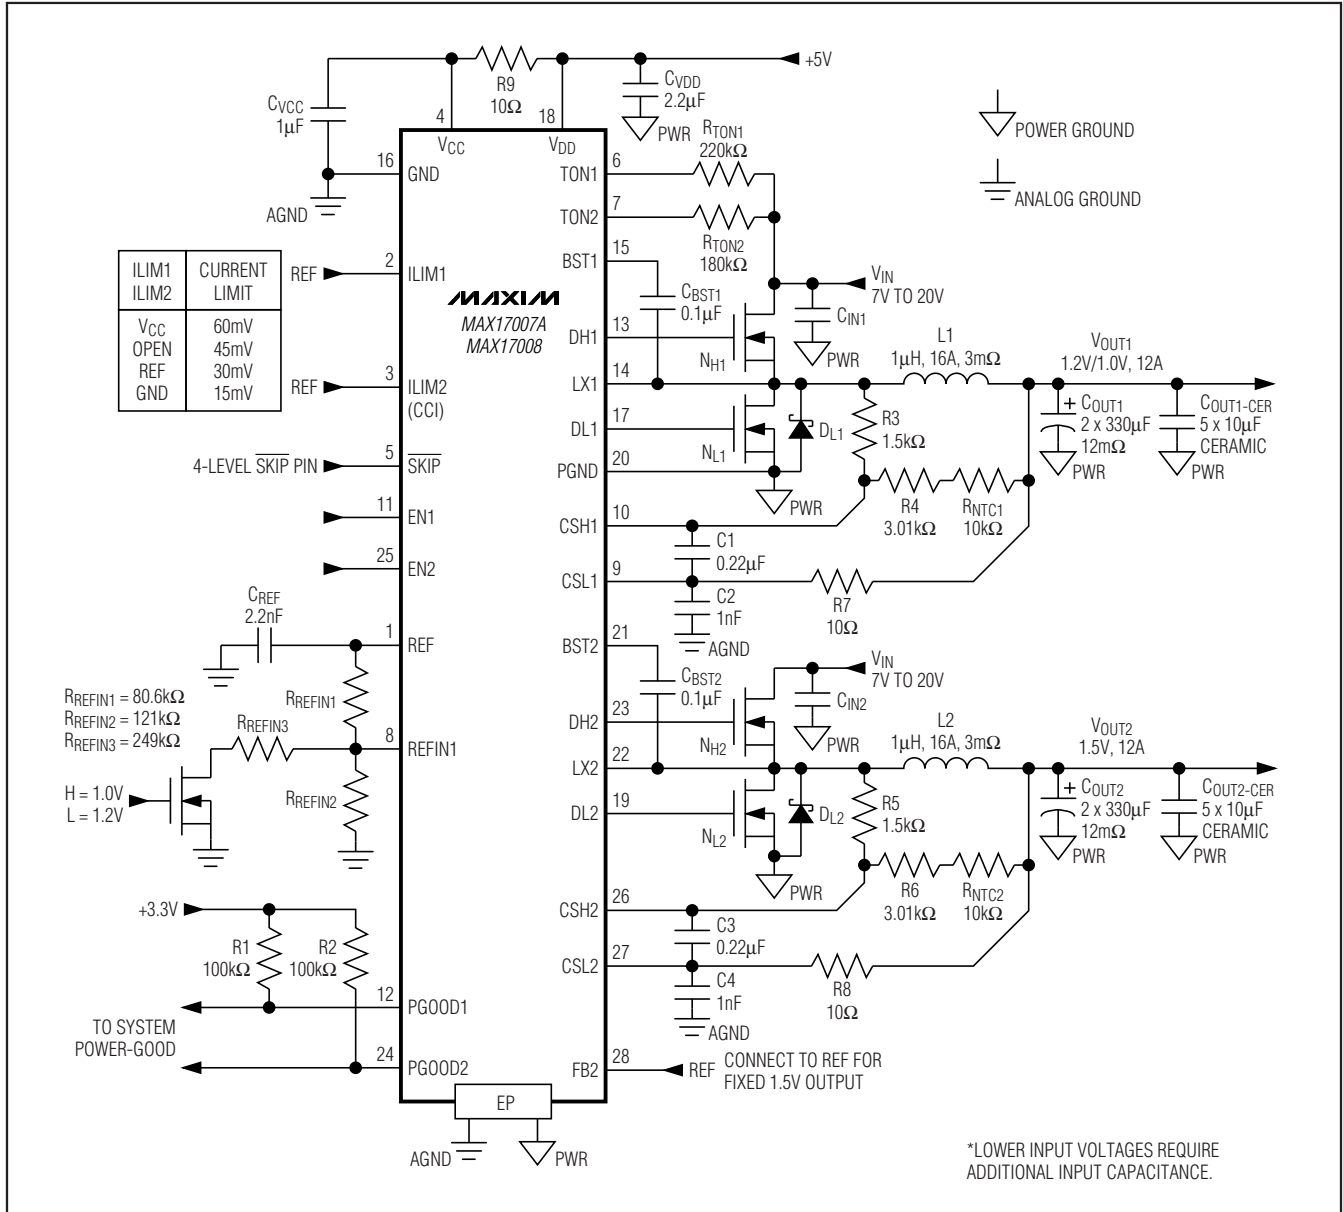 +5V
R9
10Ω
CVDD
2.2µF
PWR
CVCC
1µF
4
VCC
18
VDD
16
GND
AGND
RTON1
220kΩ
6
TON1
7
TON2
RTON2
180kΩ
POWER GROUND
ANALOG GROUND
ILIM1
ILIM2
CURRENT
LIMIT
VCC 60mV
OPEN 45mV
REF 30mV
GND 15mV
REF
2
ILIM1
REF
3
ILIM2
(CCI)
MAXIM
MAX17007A
MAX17008
15
BST1
CBST1
0.1µF
VIN
7V TO 20V
CIN1
PWR
13
DH1
NH1
14
LX1
L1
1µH, 16A, 3mΩ
VOUT1
1.2V/1.0V, 12A
17
DL1
NL1
DL1
R3
1.5kΩ
COUT1
2 x 330µF
12mΩ
PWR
COUT1-CER
5 x 10µF
CERAMIC
PWR
20
PGND
PWR
R4
3.01kΩ
RNTC1
10kΩ
4-LEVEL SKIP PIN
5
SKIP
11
EN1
25
EN2
10
CSH1
C1
0.22µF
9
CSL1
R7
10Ω
C2
1nF
AGND
CREF
2.2nF
1
REF
RREFIN1 = 80.6kΩ
RREFIN2 = 121kΩ
RREFIN3 = 249kΩ
RREFIN1
RREFIN3
8
REFIN1
RREFIN2
H = 1.0V
L = 1.2V
21
BST2
CBST2
0.1µF
VIN
7V TO 20V
CIN2
PWR
23
DH2
NH2
22
LX2
L2
1µH, 16A, 3mΩ
VOUT2
1.5V, 12A
19
DL2
NL2
DL2
R5
1.5kΩ
COUT2
2 x 330µF
12mΩ
PWR
COUT2-CER
5 x 10µF
CERAMIC
PWR
PWR
R6
3.01kΩ
RNTC2
10kΩ
26
CSH2
C3
0.22µF
27
CSL2
R8
10Ω
C4
1nF
AGND
+3.3V
R1
100kΩ
R2
100kΩ
12
PGOOD1
TO SYSTEM
POWER-GOOD
24
PGOOD2
28
FB2
REF
CONNECT TO REF FOR
FIXED 1.5V OUTPUT
EP
AGND
PWR
*LOWER INPUT VOLTAGES REQUIRE
ADDITIONAL INPUT CAPACITANCE.